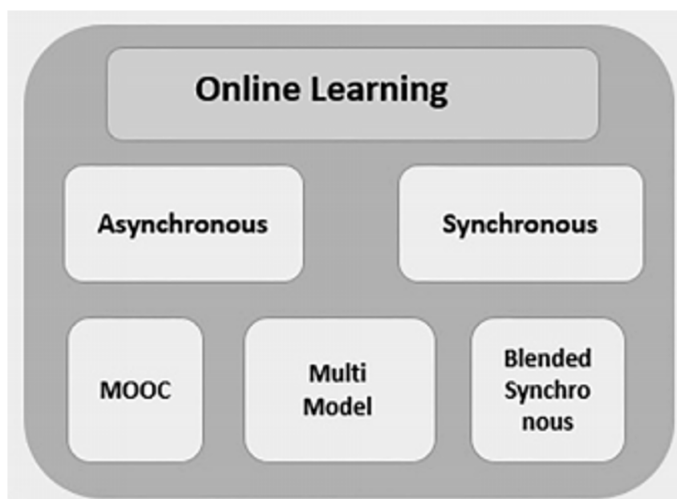 Online Learning
Asynchronous
Synchronous
MOOC
Multi
Model
Blended
Synchro
nous